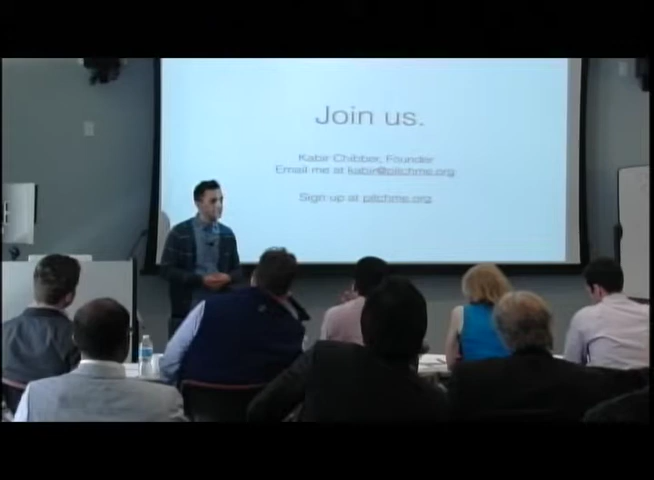 Join us.
Kabir Chibber, Founder
Email me at kabir@pitchme.org
Sign up at pitchme.org